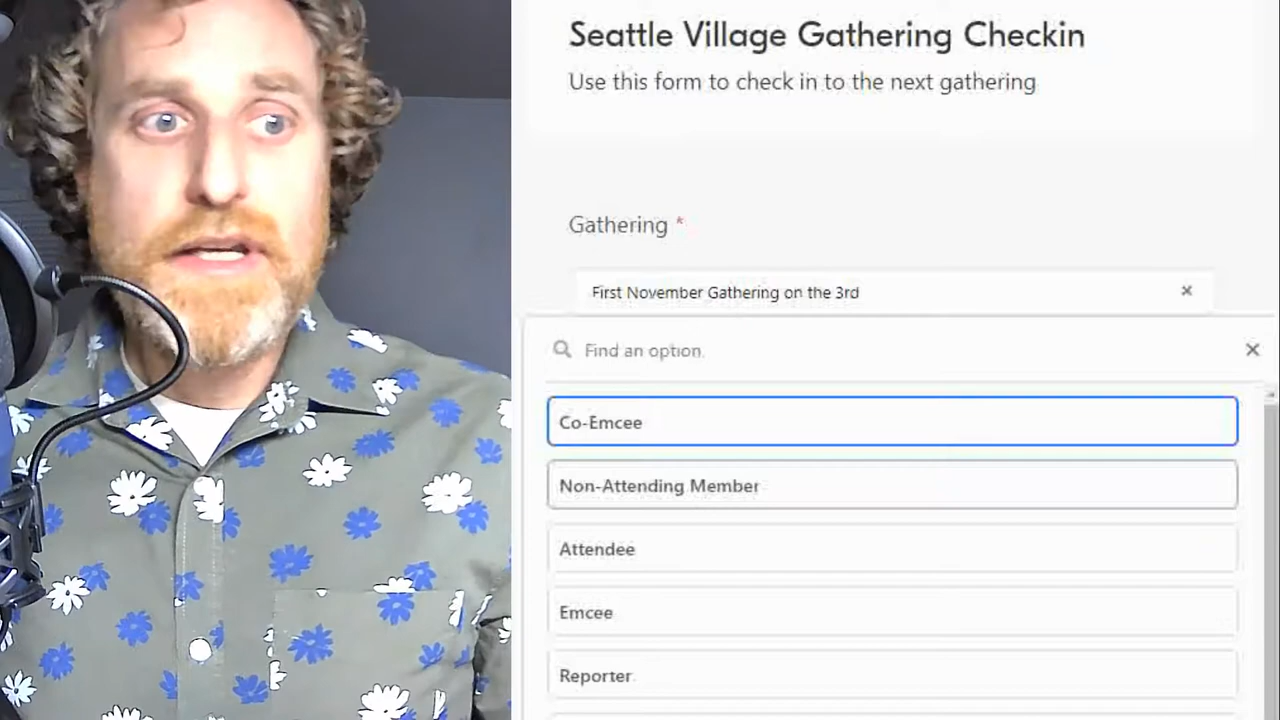 Seattle Village Gathering Checkin
Use this form to check in to the next gathering
Gathering *
First November Gathering on the 3rd
Find an option
Co-Emcee
Non-Attending Member
Attendee
Emcee
Reporter